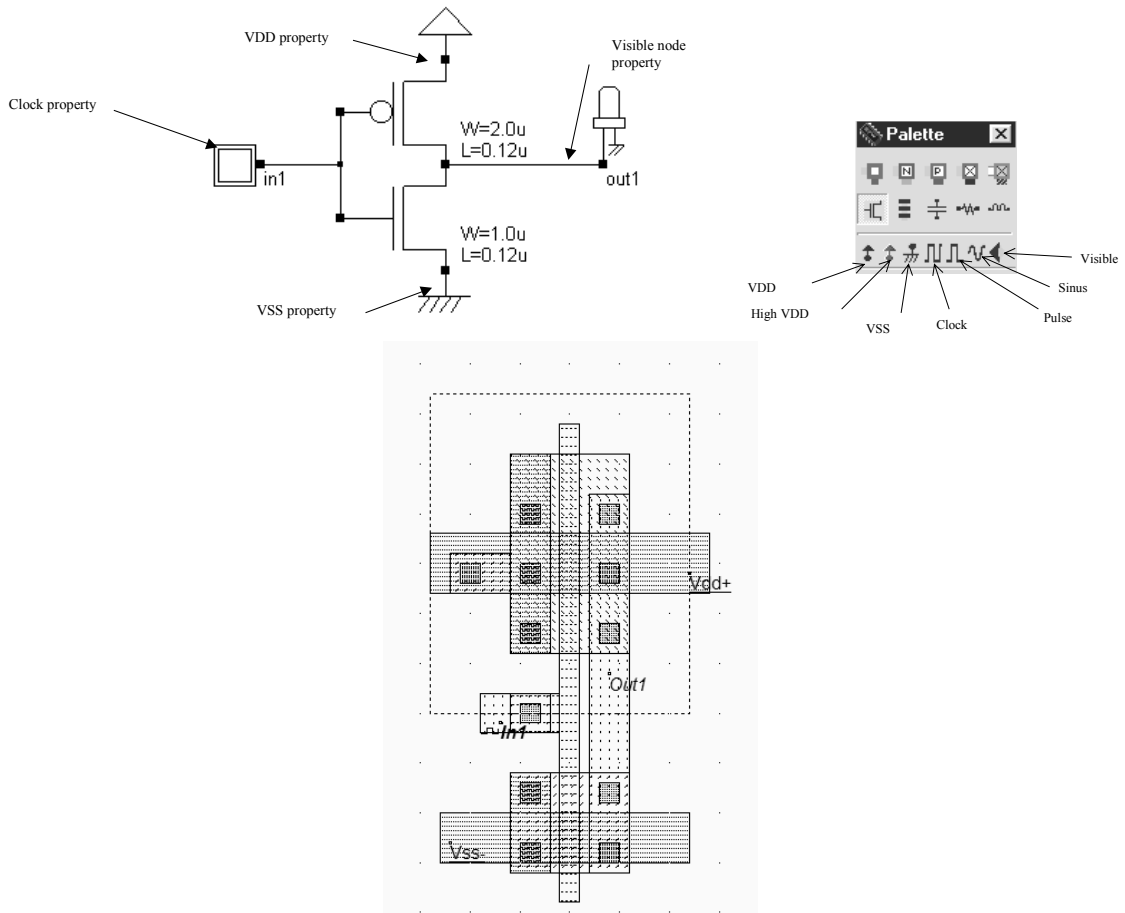 VDD property
Visible node
property
Clock property
W=2.0u
L=0.12u
in1
out1
W=1.0u
L=0.12u
VSS property
Palette
N
P
Visible
Sinus
VDD
High VDD
Pulse
VSS
Clock
Vdd+
Out1
In1
Vss-